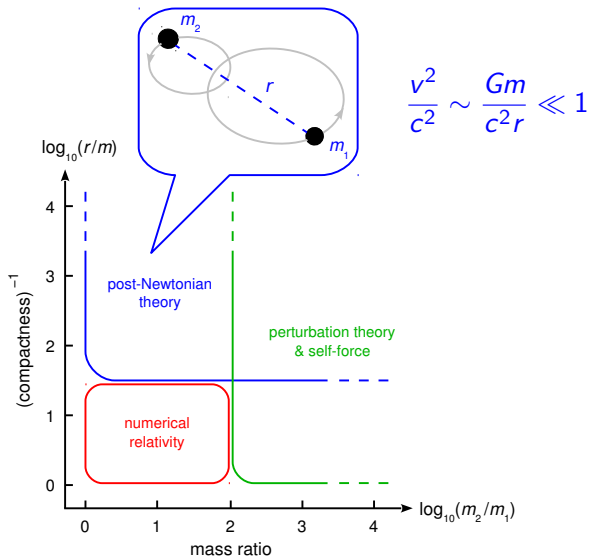 m₂
r
m₁
v²/c² ∼ Gm/c²r ≪ 1
log₁₀(r/m)
(compactness)⁻¹
4
3
2
1
0
post-Newtonian
theory
perturbation theory
& self-force
numerical
relativity
0 1 2 3 4
log₁₀(m₂/m₁)
mass ratio